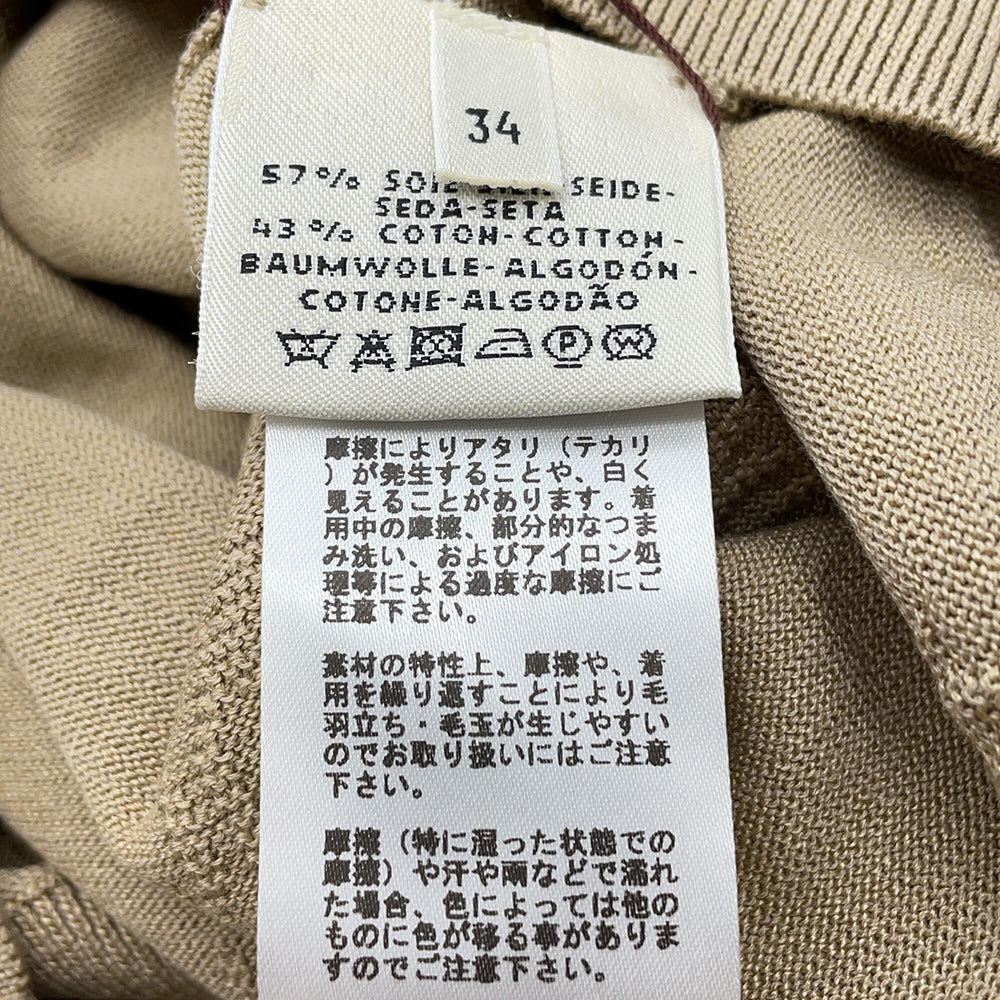 34
57% SOIE-SILK-SEIDE-
SEDA-SETA
43% COTON-COTTON-
BAUMWOLLE-ALGODÓN-
COTONE-ALGODÃO
P
W
摩擦によりアタリ（テカリ
）が発生することや、白く
見えることがあります。着
用中の摩擦、部分的なつま
み洗い、およびアイロン処
理等による過度な摩擦にご
注意下さい。
素材の特性上、摩擦や、着
用を繰り返すことにより毛
羽立ち・毛玉が生じやすい
のでお取り扱いにはご注意
下さい。
摩擦（特に湿った状態での
摩擦）や汗や雨などで濡れ
た場合、色によっては他の
ものに色が移る事がありま
すのでご注意下さい。